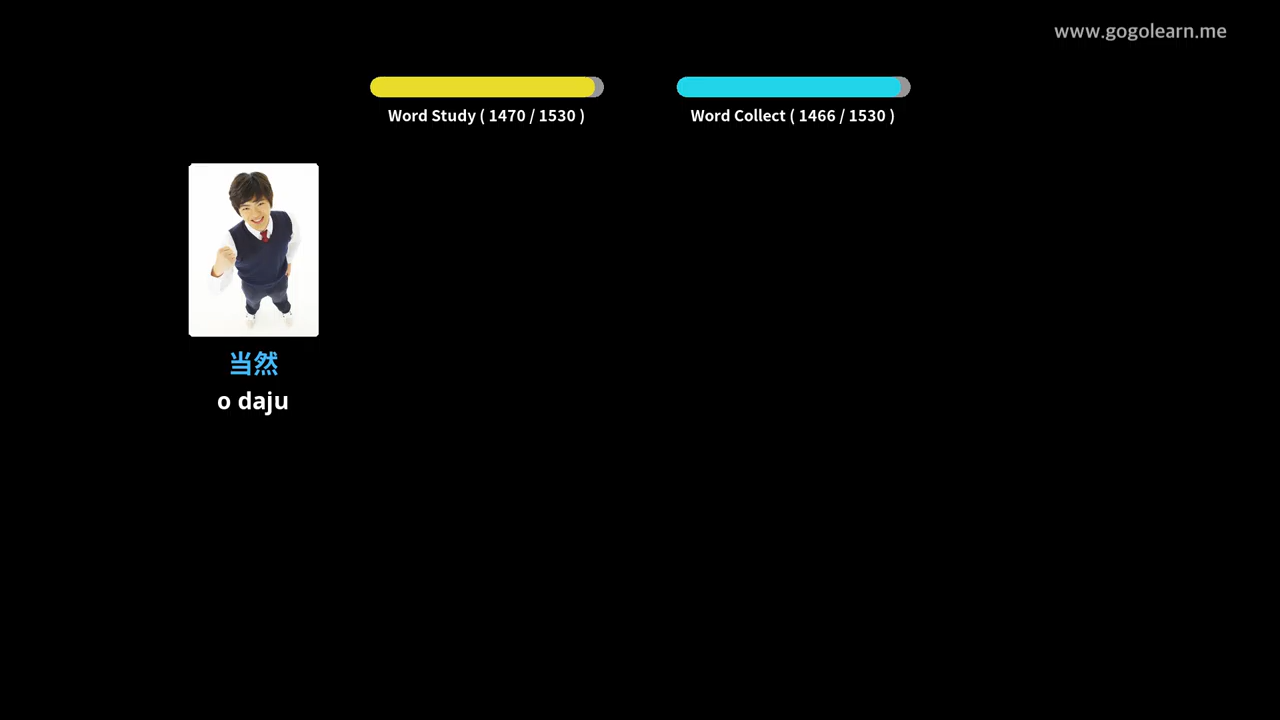 www.gogolearn.me
Word Study ( 1470 / 1530 )
Word Collect ( 1466 / 1530 )
当然
o daju